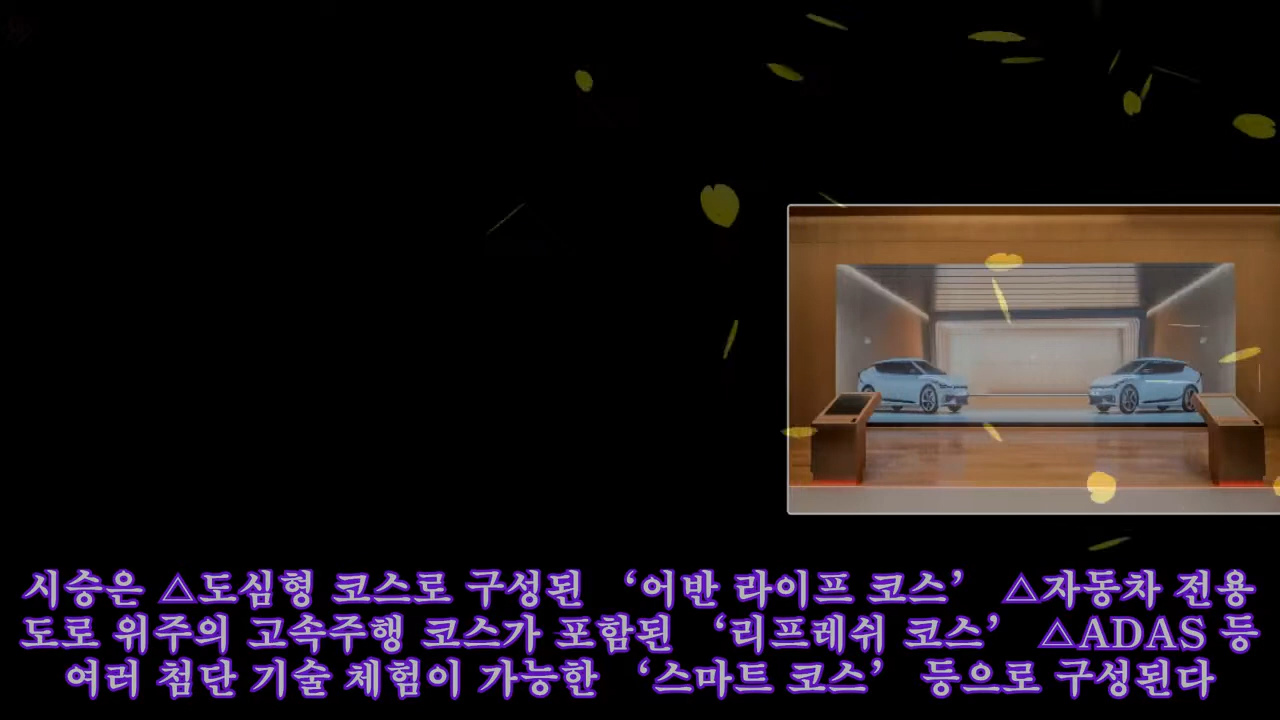 시승은 △도심형 코스로 구성된 ‘어반 라이프 코스’ △자동차 전용
도로 위주의 고속주행 코스가 포함된 ‘리프레쉬 코스’ △ADAS 등
여러 첨단 기술 체험이 가능한 ‘스마트 코스’ 등으로 구성된다